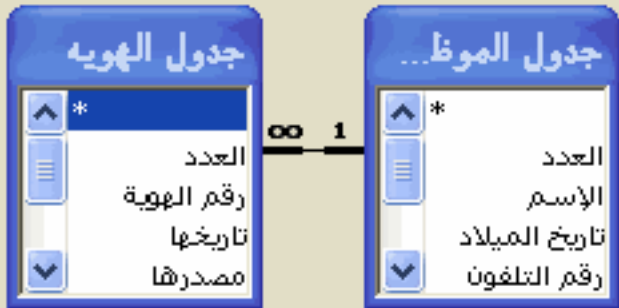 جدول الموظ...
*
العدد
الإسم
تاريخ الميلاد
رقم التلفون
1 ∞
جدول الهويه
*
العدد
رقم الهوية
تاريخها
مصدرها